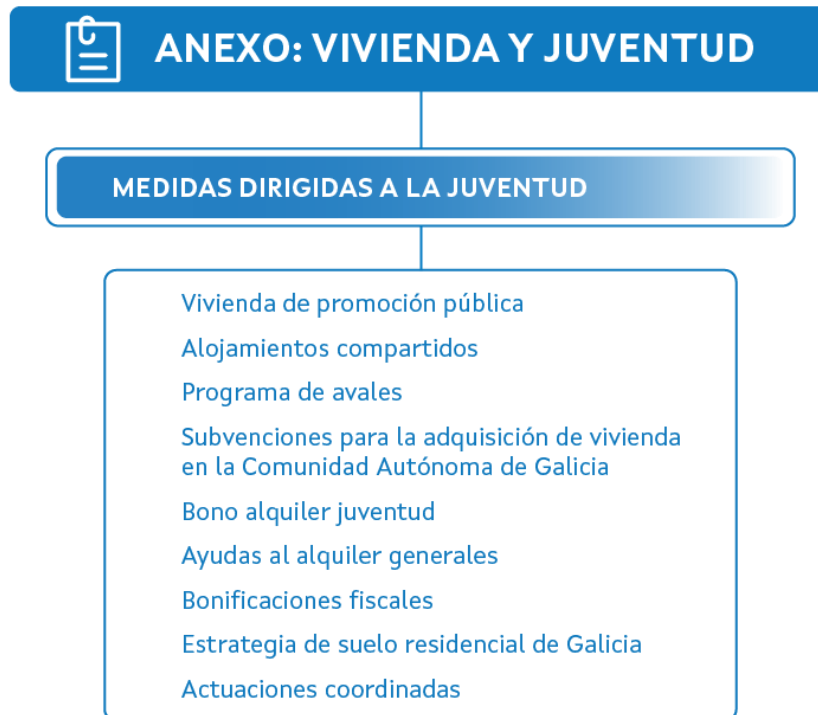 ANEXO: VIVIENDA Y JUVENTUD
MEDIDAS DIRIGIDAS A LA JUVENTUD
Vivienda de promoción pública
Alojamientos compartidos
Programa de avales
Subvenciones para la adquisición de vivienda
en la Comunidad Autónoma de Galicia
Bono alquiler juventud
Ayudas al alquiler generales
Bonificaciones fiscales
Estrategia de suelo residencial de Galicia
Actuaciones coordinadas